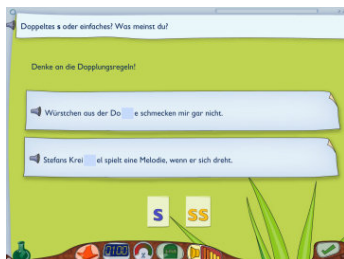 Doppeltes s oder einfaches? Was meinst du?
Denke an die Dopplungsregeln!
Würstchen aus der Do e schmecken mir gar nicht.
Stefans Krei el spielt eine Melodie, wenn er sich dreht.
s ss